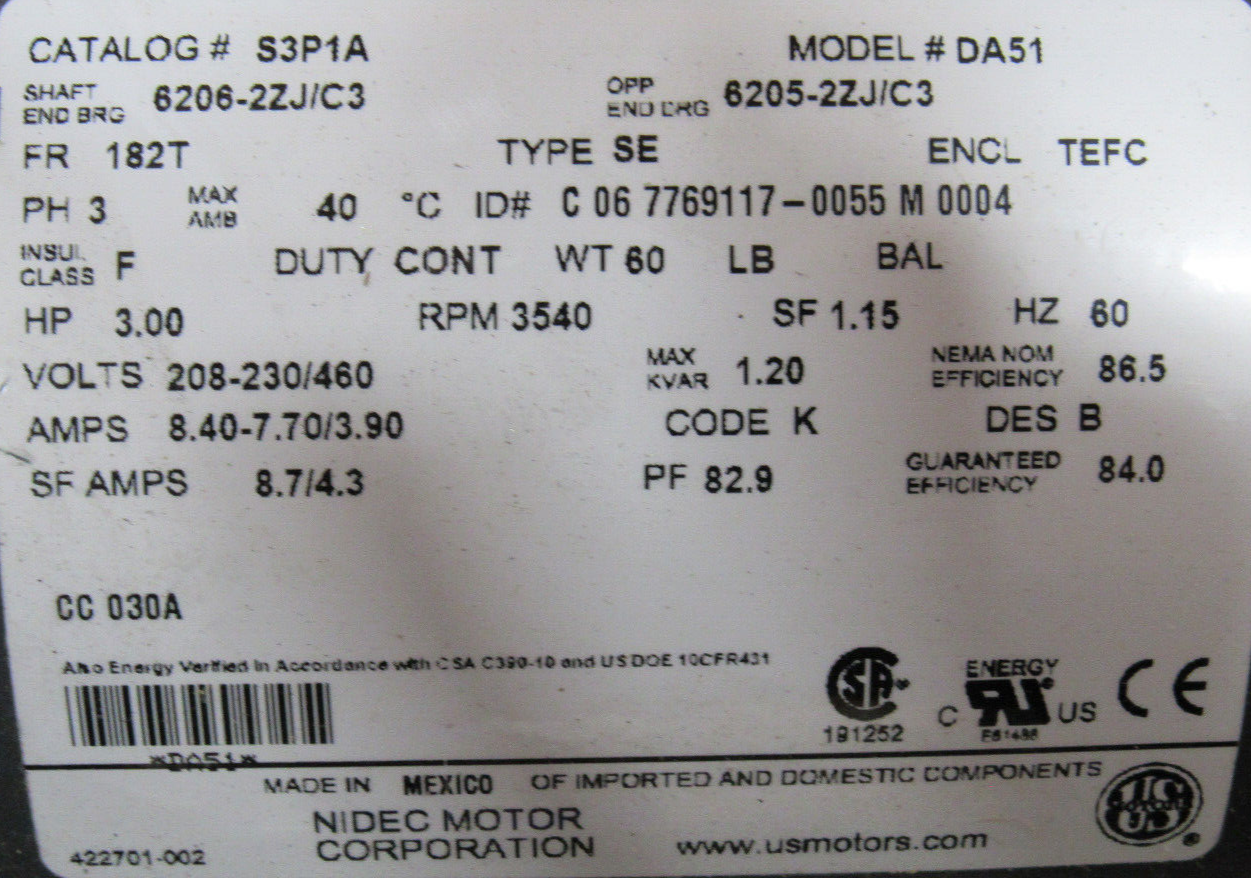 CATALOG # S3P1A MODEL # DA51
SHAFT END BRG 6206-2ZJ/C3 OPP END BRG 6205-2ZJ/C3
FR 182T TYPE SE ENCL TEFC
PH 3 MAX AMB 40 °C ID# C 06 7769117-0055 M 0004
INSUL CLASS F DUTY CONT WT 60 LB BAL
HP 3.00 RPM 3540 SF 1.15 HZ 60
VOLTS 208-230/460 MAX KVAR 1.20 NEMA NOM EFFICIENCY 86.5
AMPS 8.40-7.70/3.90 CODE K DES B
SF AMPS 8.7/4.3 PF 82.9 GUARANTEED EFFICIENCY 84.0
CC 030A
Also Energy Verified In Accordance with CSA C390-10 and US DOE 10CFR431
*DA51*
SA
191252
ENERGY
C RU US
CE
MADE IN MEXICO OF IMPORTED AND DOMESTIC COMPONENTS
NIDEC MOTOR
CORPORATION
422701-002
www.usmotors.com
US MOTORS ®